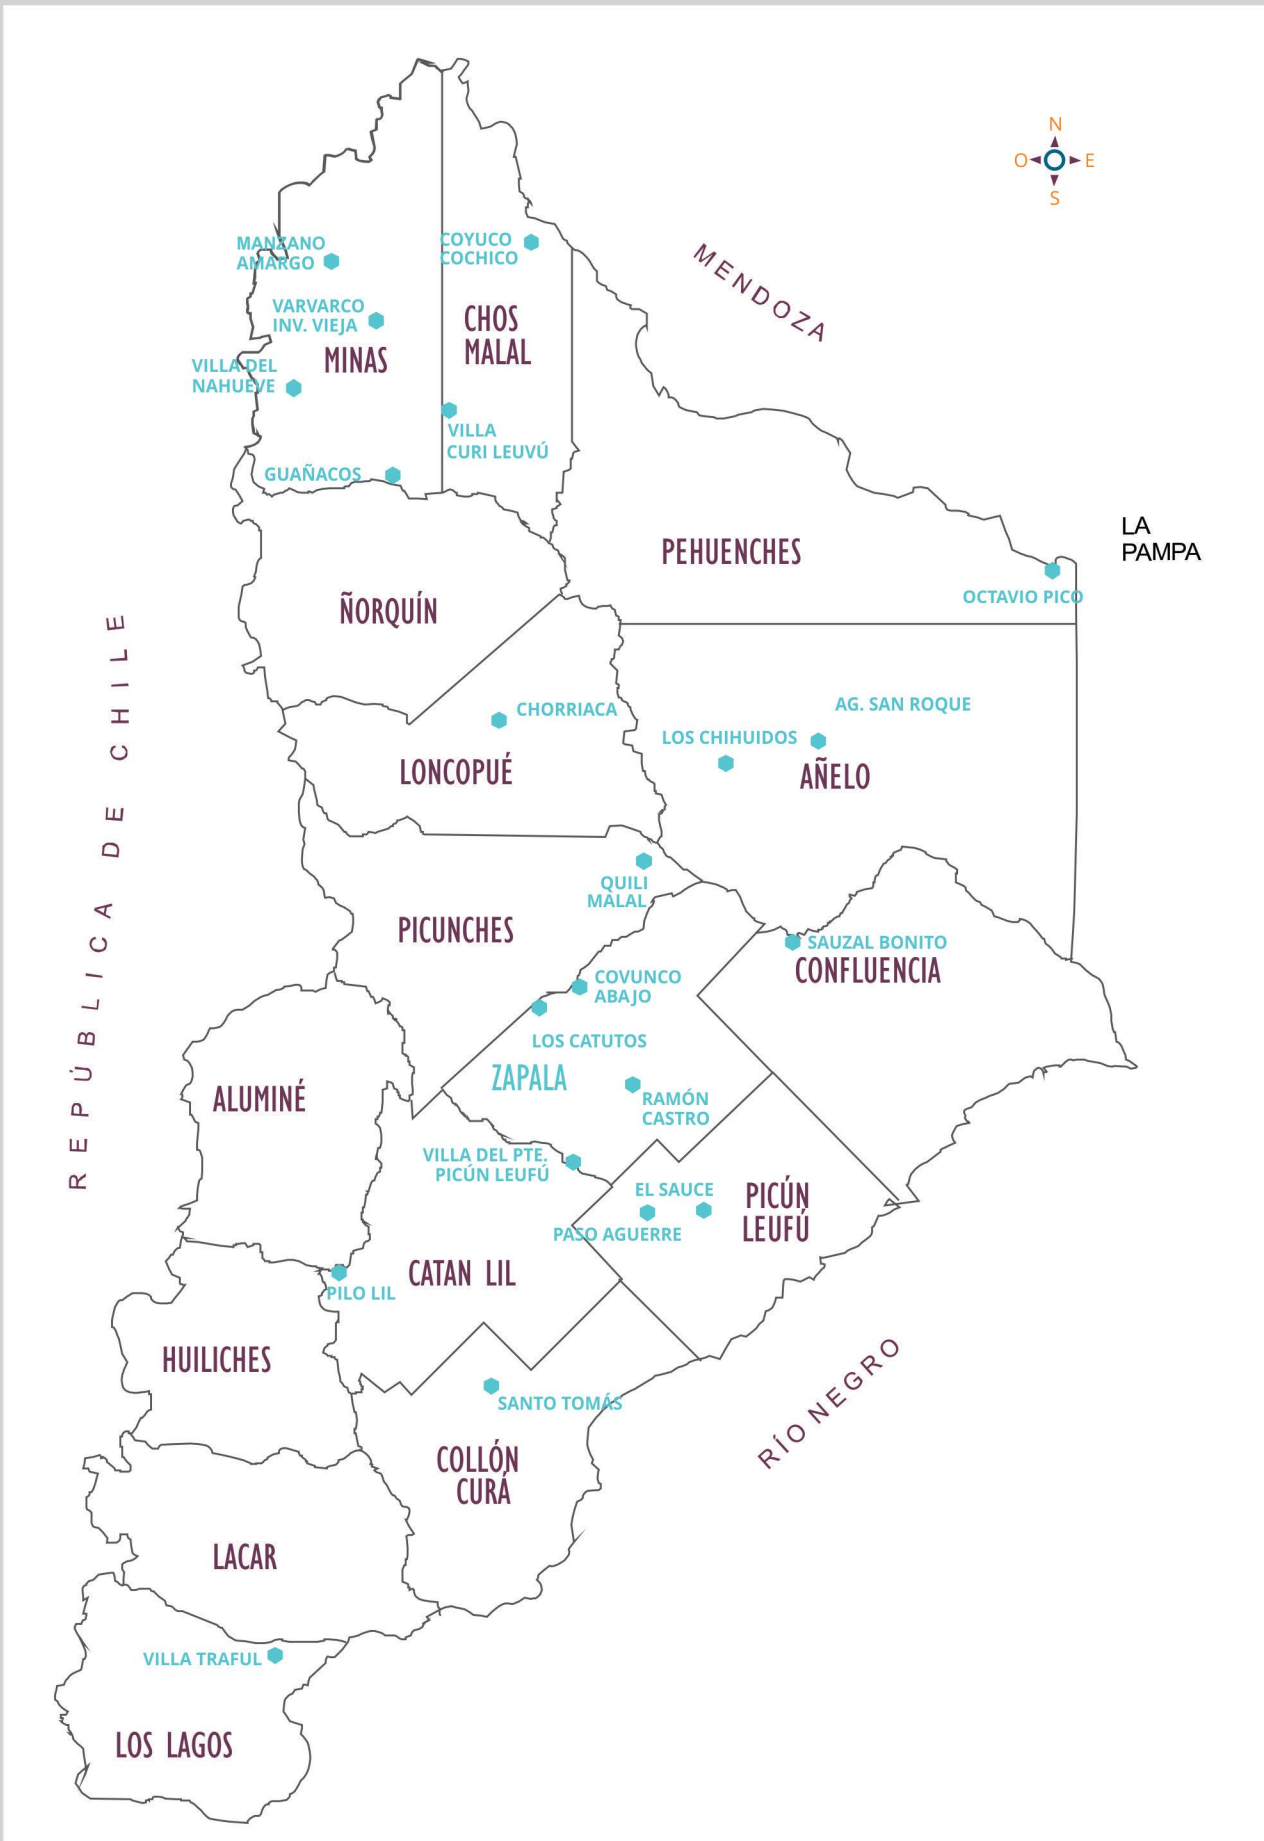 N
O
E
S
MENDOZA
MANZANO
AMARGO
COYUCO
COCHICO
VARVARCO
INV. VIEJA
CHOS
MALAL
MINAS
VILLA DEL
NAHUEVE
VILLA
CURI LEUVÚ
GUAÑACOS
LA
PAMPA
PEHUENCHES
OCTAVIO PICO
ÑORQUÍN
REPÚBLICA DE CHILE
CHORRIACA
AG. SAN ROQUE
LOS CHIHUIDOS
LONCOPUÉ
AÑELO
QUILI
MALAL
PICUNCHES
SAUZAL BONITO
CONFLUENCIA
COVUNCO
ABAJO
LOS CATUTOS
ZAPALA
ALUMINÉ
RAMÓN
CASTRO
VILLA DEL PTE.
PICÚN LEUFÚ
EL SAUCE
PICÚN
LEUFÚ
PASO AGUERRE
CATAN LIL
PILO LIL
HUILICHES
RÍO NEGRO
SANTO TOMÁS
COLLÓN
CURÁ
LACAR
VILLA TRAFUL
LOS LAGOS